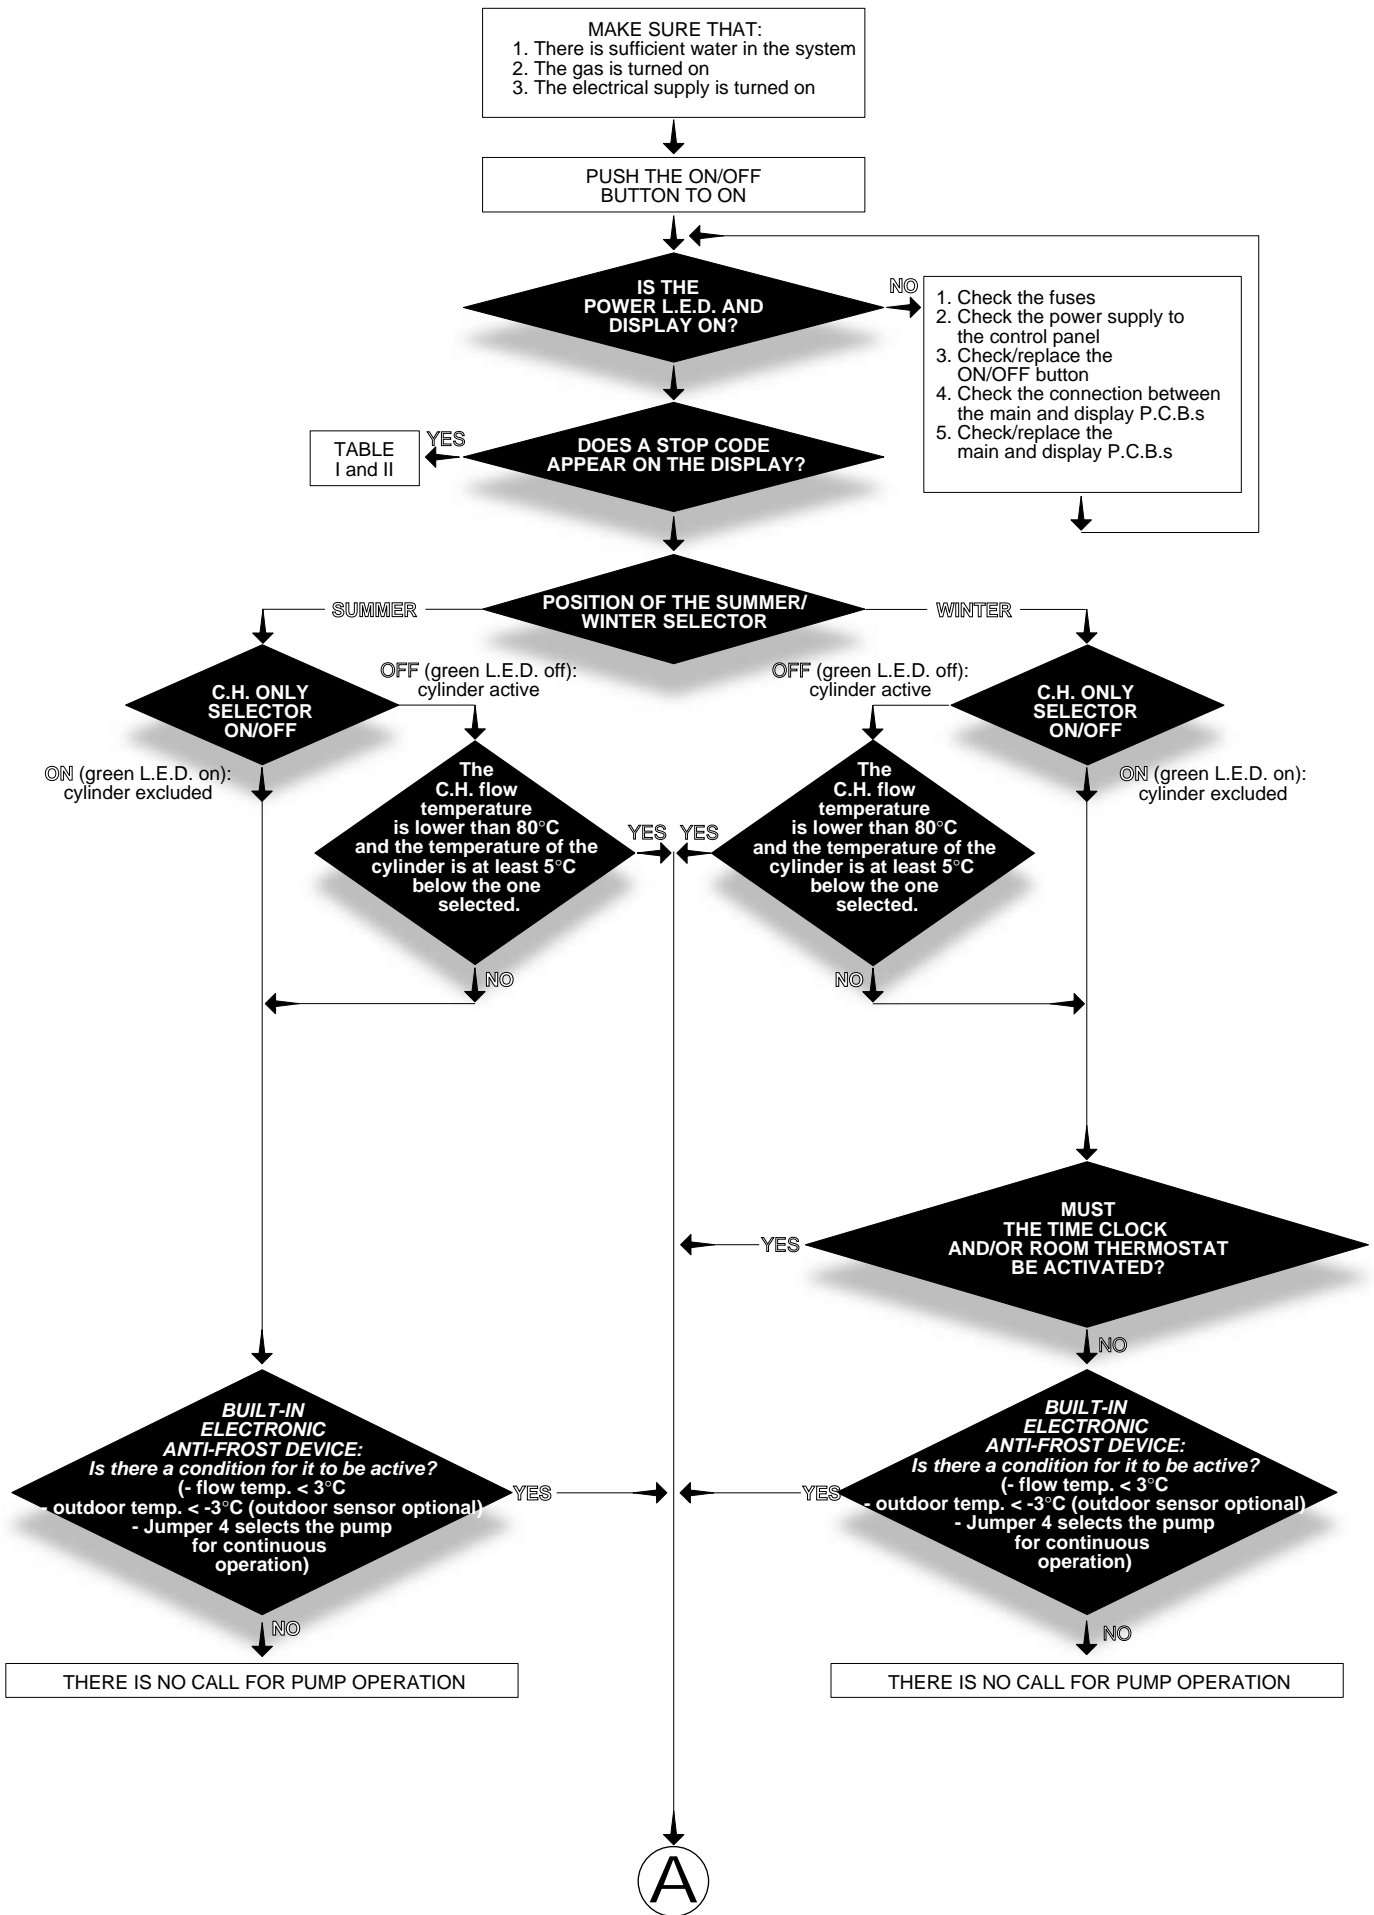 MAKE SURE THAT:
1. There is sufficient water in the system
2. The gas is turned on
3. The electrical supply is turned on
PUSH THE ON/OFF
BUTTON TO ON
IS THE
POWER L.E.D. AND
DISPLAY ON?
NO
1. Check the fuses
2. Check the power supply to
the control panel
3. Check/replace the
ON/OFF button
4. Check the connection between
the main and display P.C.B.s
5. Check/replace the
main and display P.C.B.s
DOES A STOP CODE
APPEAR ON THE DISPLAY?
YES
TABLE
I and II
POSITION OF THE SUMMER/
WINTER SELECTOR
SUMMER
WINTER
C.H. ONLY
SELECTOR
ON/OFF
OFF (green L.E.D. off):
cylinder active
OFF (green L.E.D. off):
cylinder active
C.H. ONLY
SELECTOR
ON/OFF
ON (green L.E.D. on):
cylinder excluded
ON (green L.E.D. on):
cylinder excluded
The
C.H. flow
temperature
is lower than 80°C
and the temperature of the
cylinder is at least 5°C
below the one
selected.
YES
YES
The
C.H. flow
temperature
is lower than 80°C
and the temperature of the
cylinder is at least 5°C
below the one
selected.
NO
NO
MUST
THE TIME CLOCK
AND/OR ROOM THERMOSTAT
BE ACTIVATED?
YES
NO
BUILT-IN
ELECTRONIC
ANTI-FROST DEVICE:
Is there a condition for it to be active?
(- flow temp. < 3°C
- outdoor temp. < -3°C (outdoor sensor optional)
- Jumper 4 selects the pump
for continuous
operation)
YES
YES
BUILT-IN
ELECTRONIC
ANTI-FROST DEVICE:
Is there a condition for it to be active?
(- flow temp. < 3°C
- outdoor temp. < -3°C (outdoor sensor optional)
- Jumper 4 selects the pump
for continuous
operation)
NO
NO
THERE IS NO CALL FOR PUMP OPERATION
THERE IS NO CALL FOR PUMP OPERATION
A